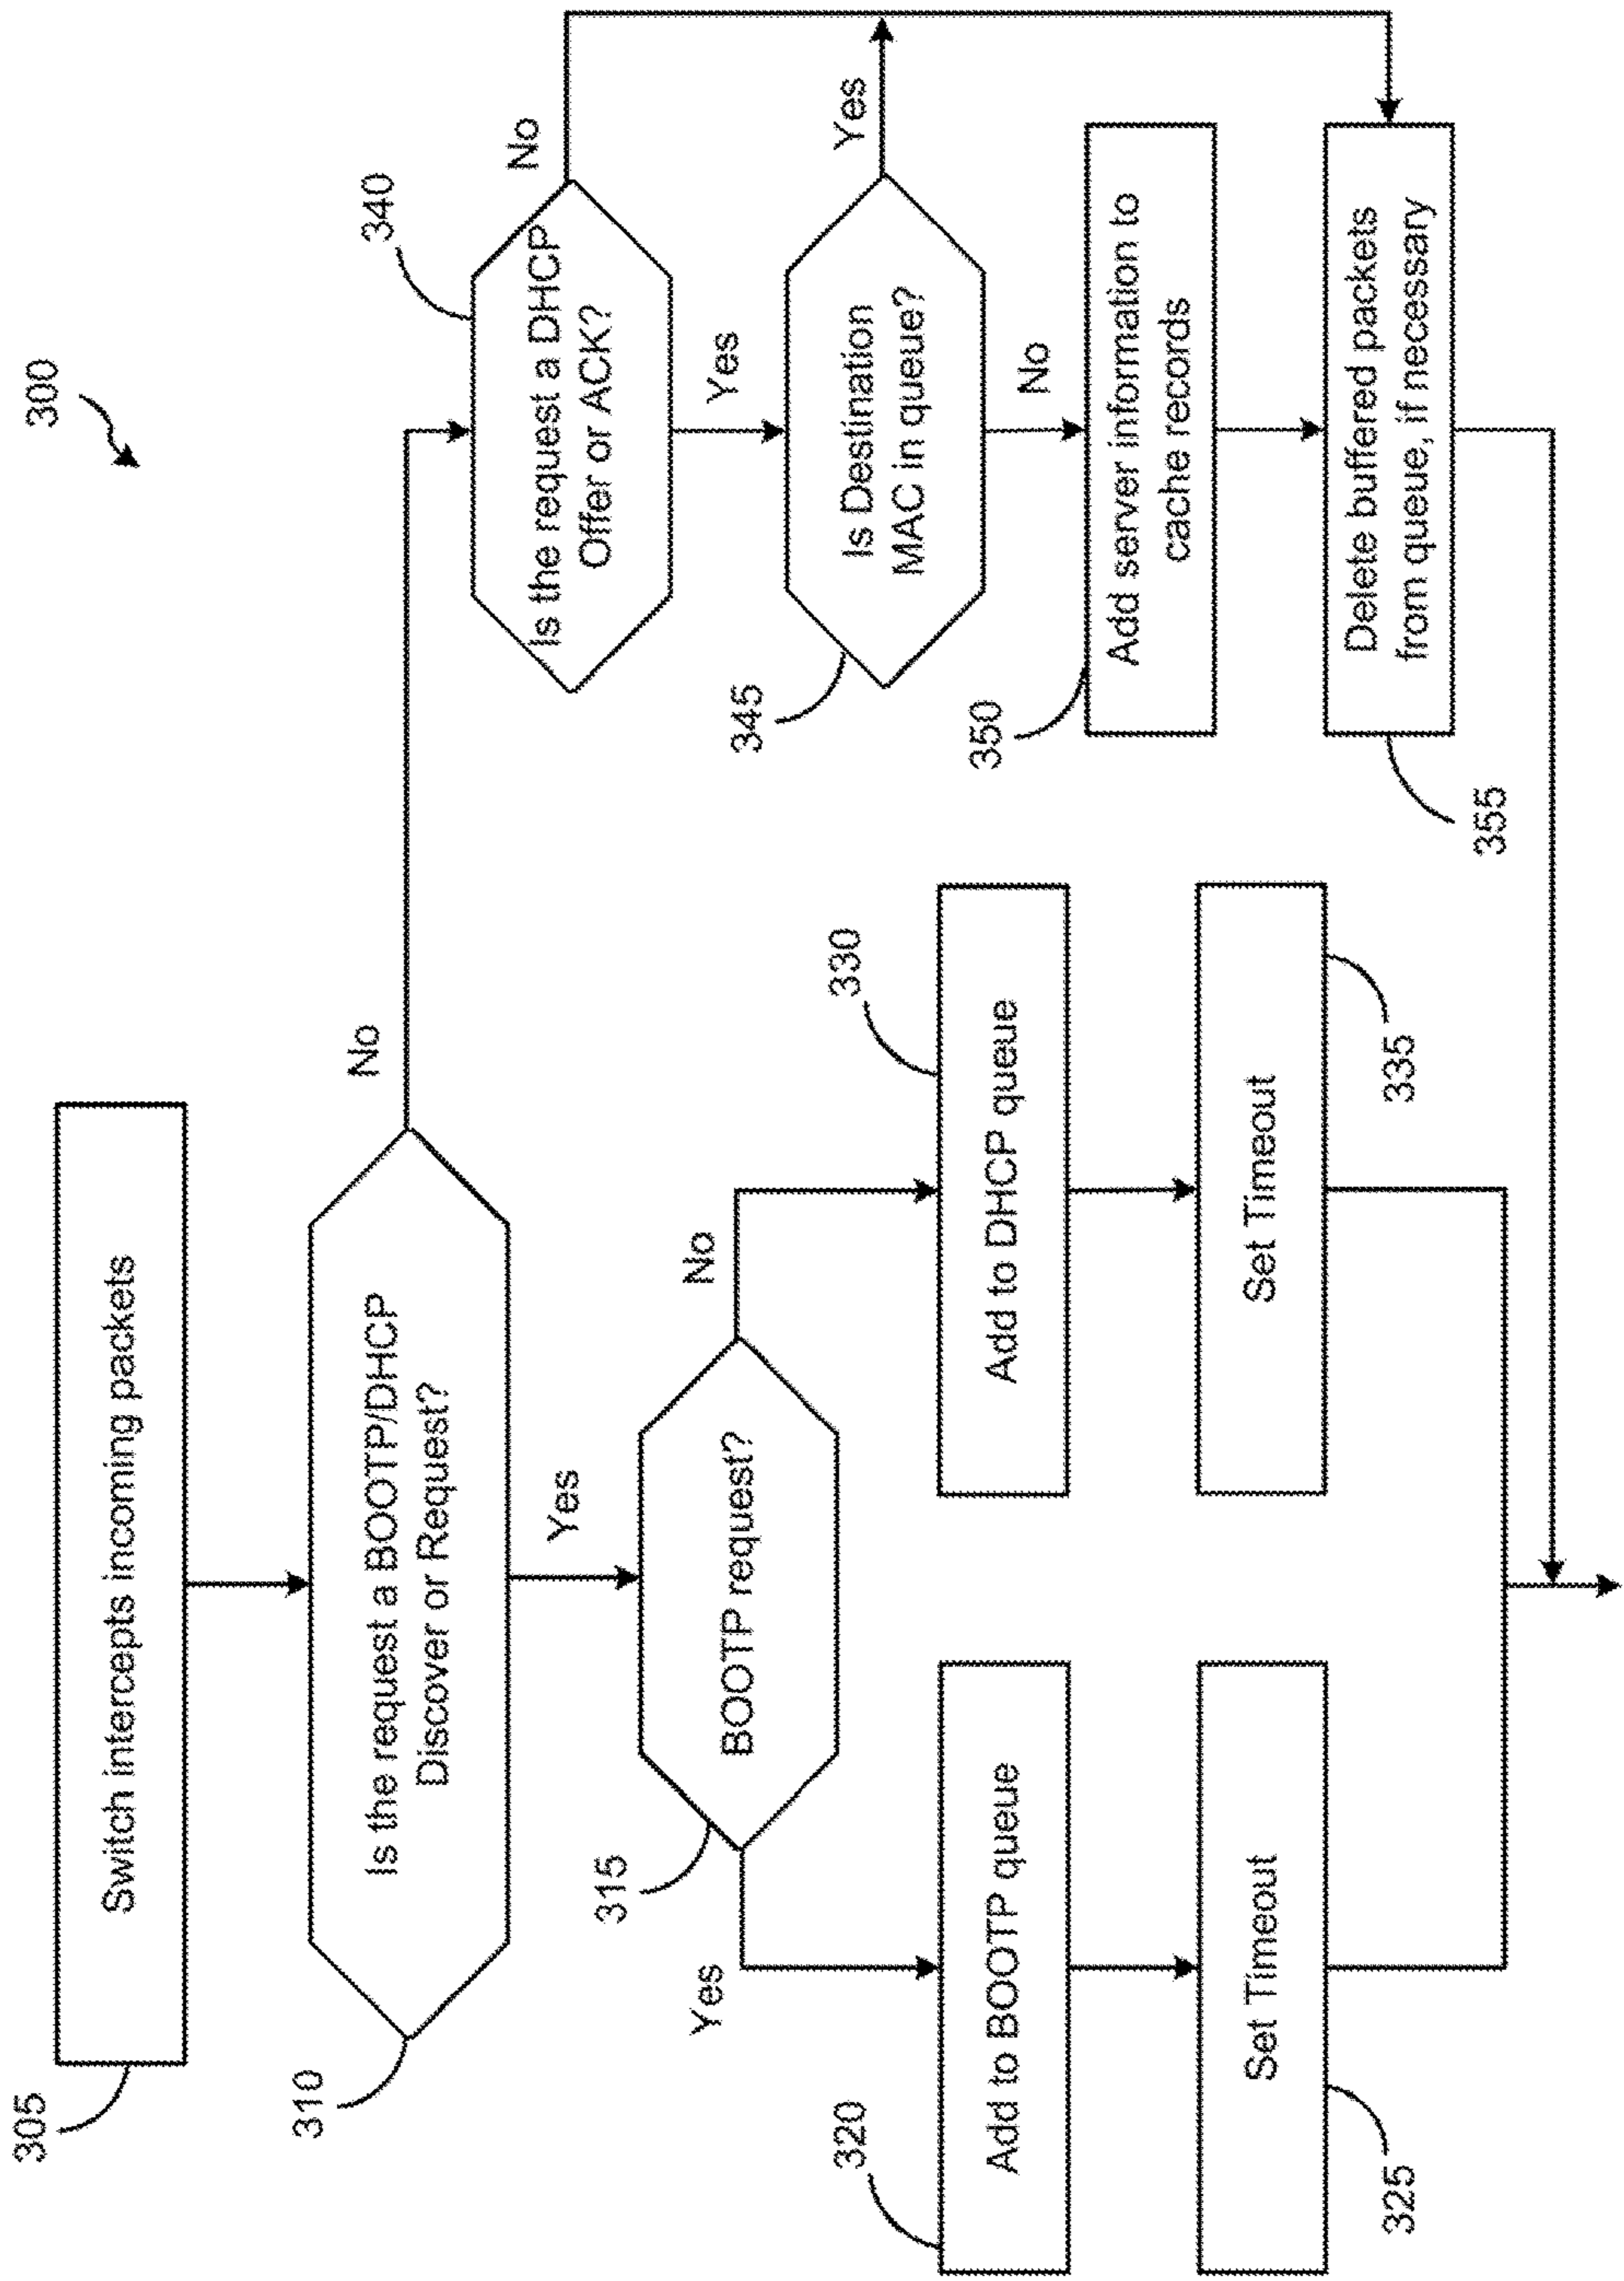 300
305
Switch intercepts incoming packets
310
Is the request a BOOTP/DHCP
Discover or Request?
No
Yes
315
BOOTP request?
Yes
No
320
Add to BOOTP queue
Set Timeout
325
330
Add to DHCP queue
Set Timeout
335
340
Is the request a DHCP
Offer or ACK?
No
Yes
345
Is Destination
MAC in queue?
Yes
No
350
Add server information to
cache records
Delete buffered packets
from queue, if necessary
355